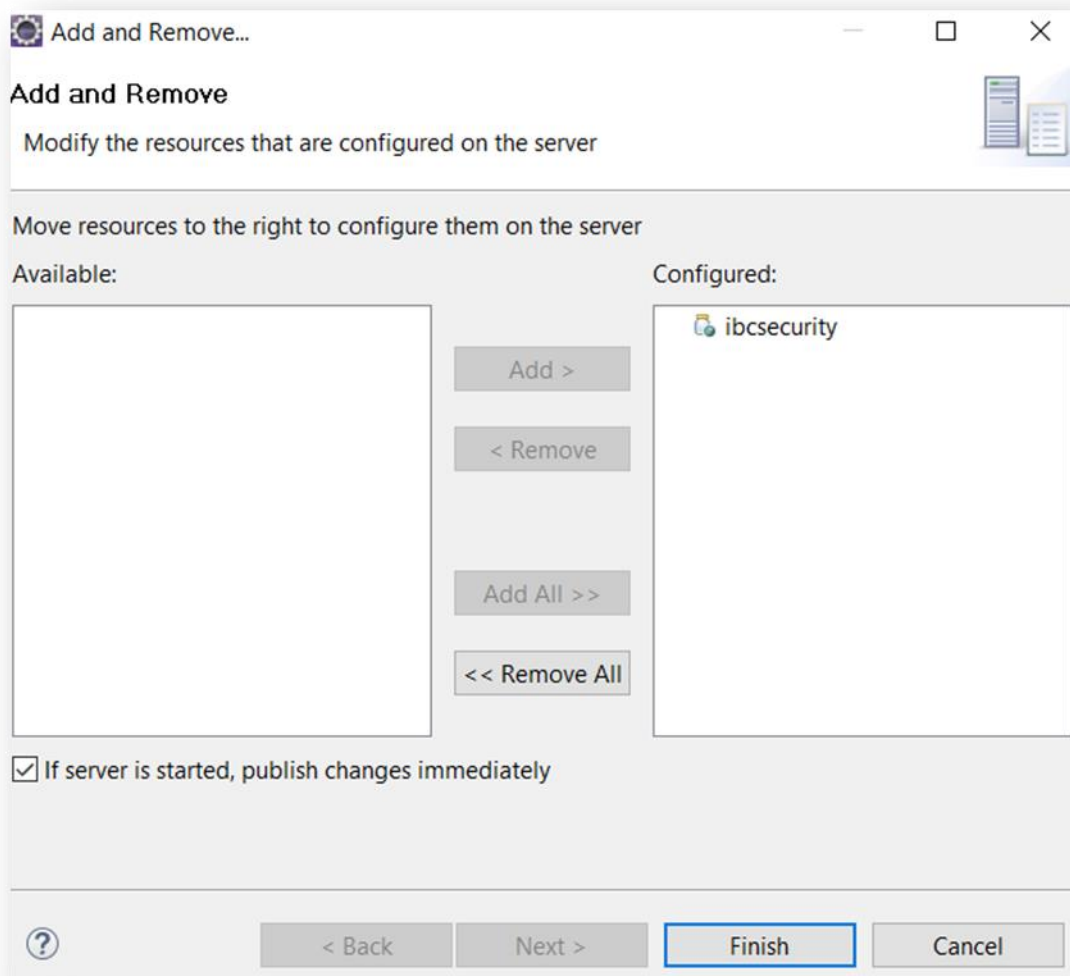 Add and Remove...
Add and Remove
Modify the resources that are configured on the server
Move resources to the right to configure them on the server
Available:
Configured:
ibcsecurity
Add >
< Remove
Add All >>
<< Remove All
If server is started, publish changes immediately
?
< Back
Next >
Finish
Cancel